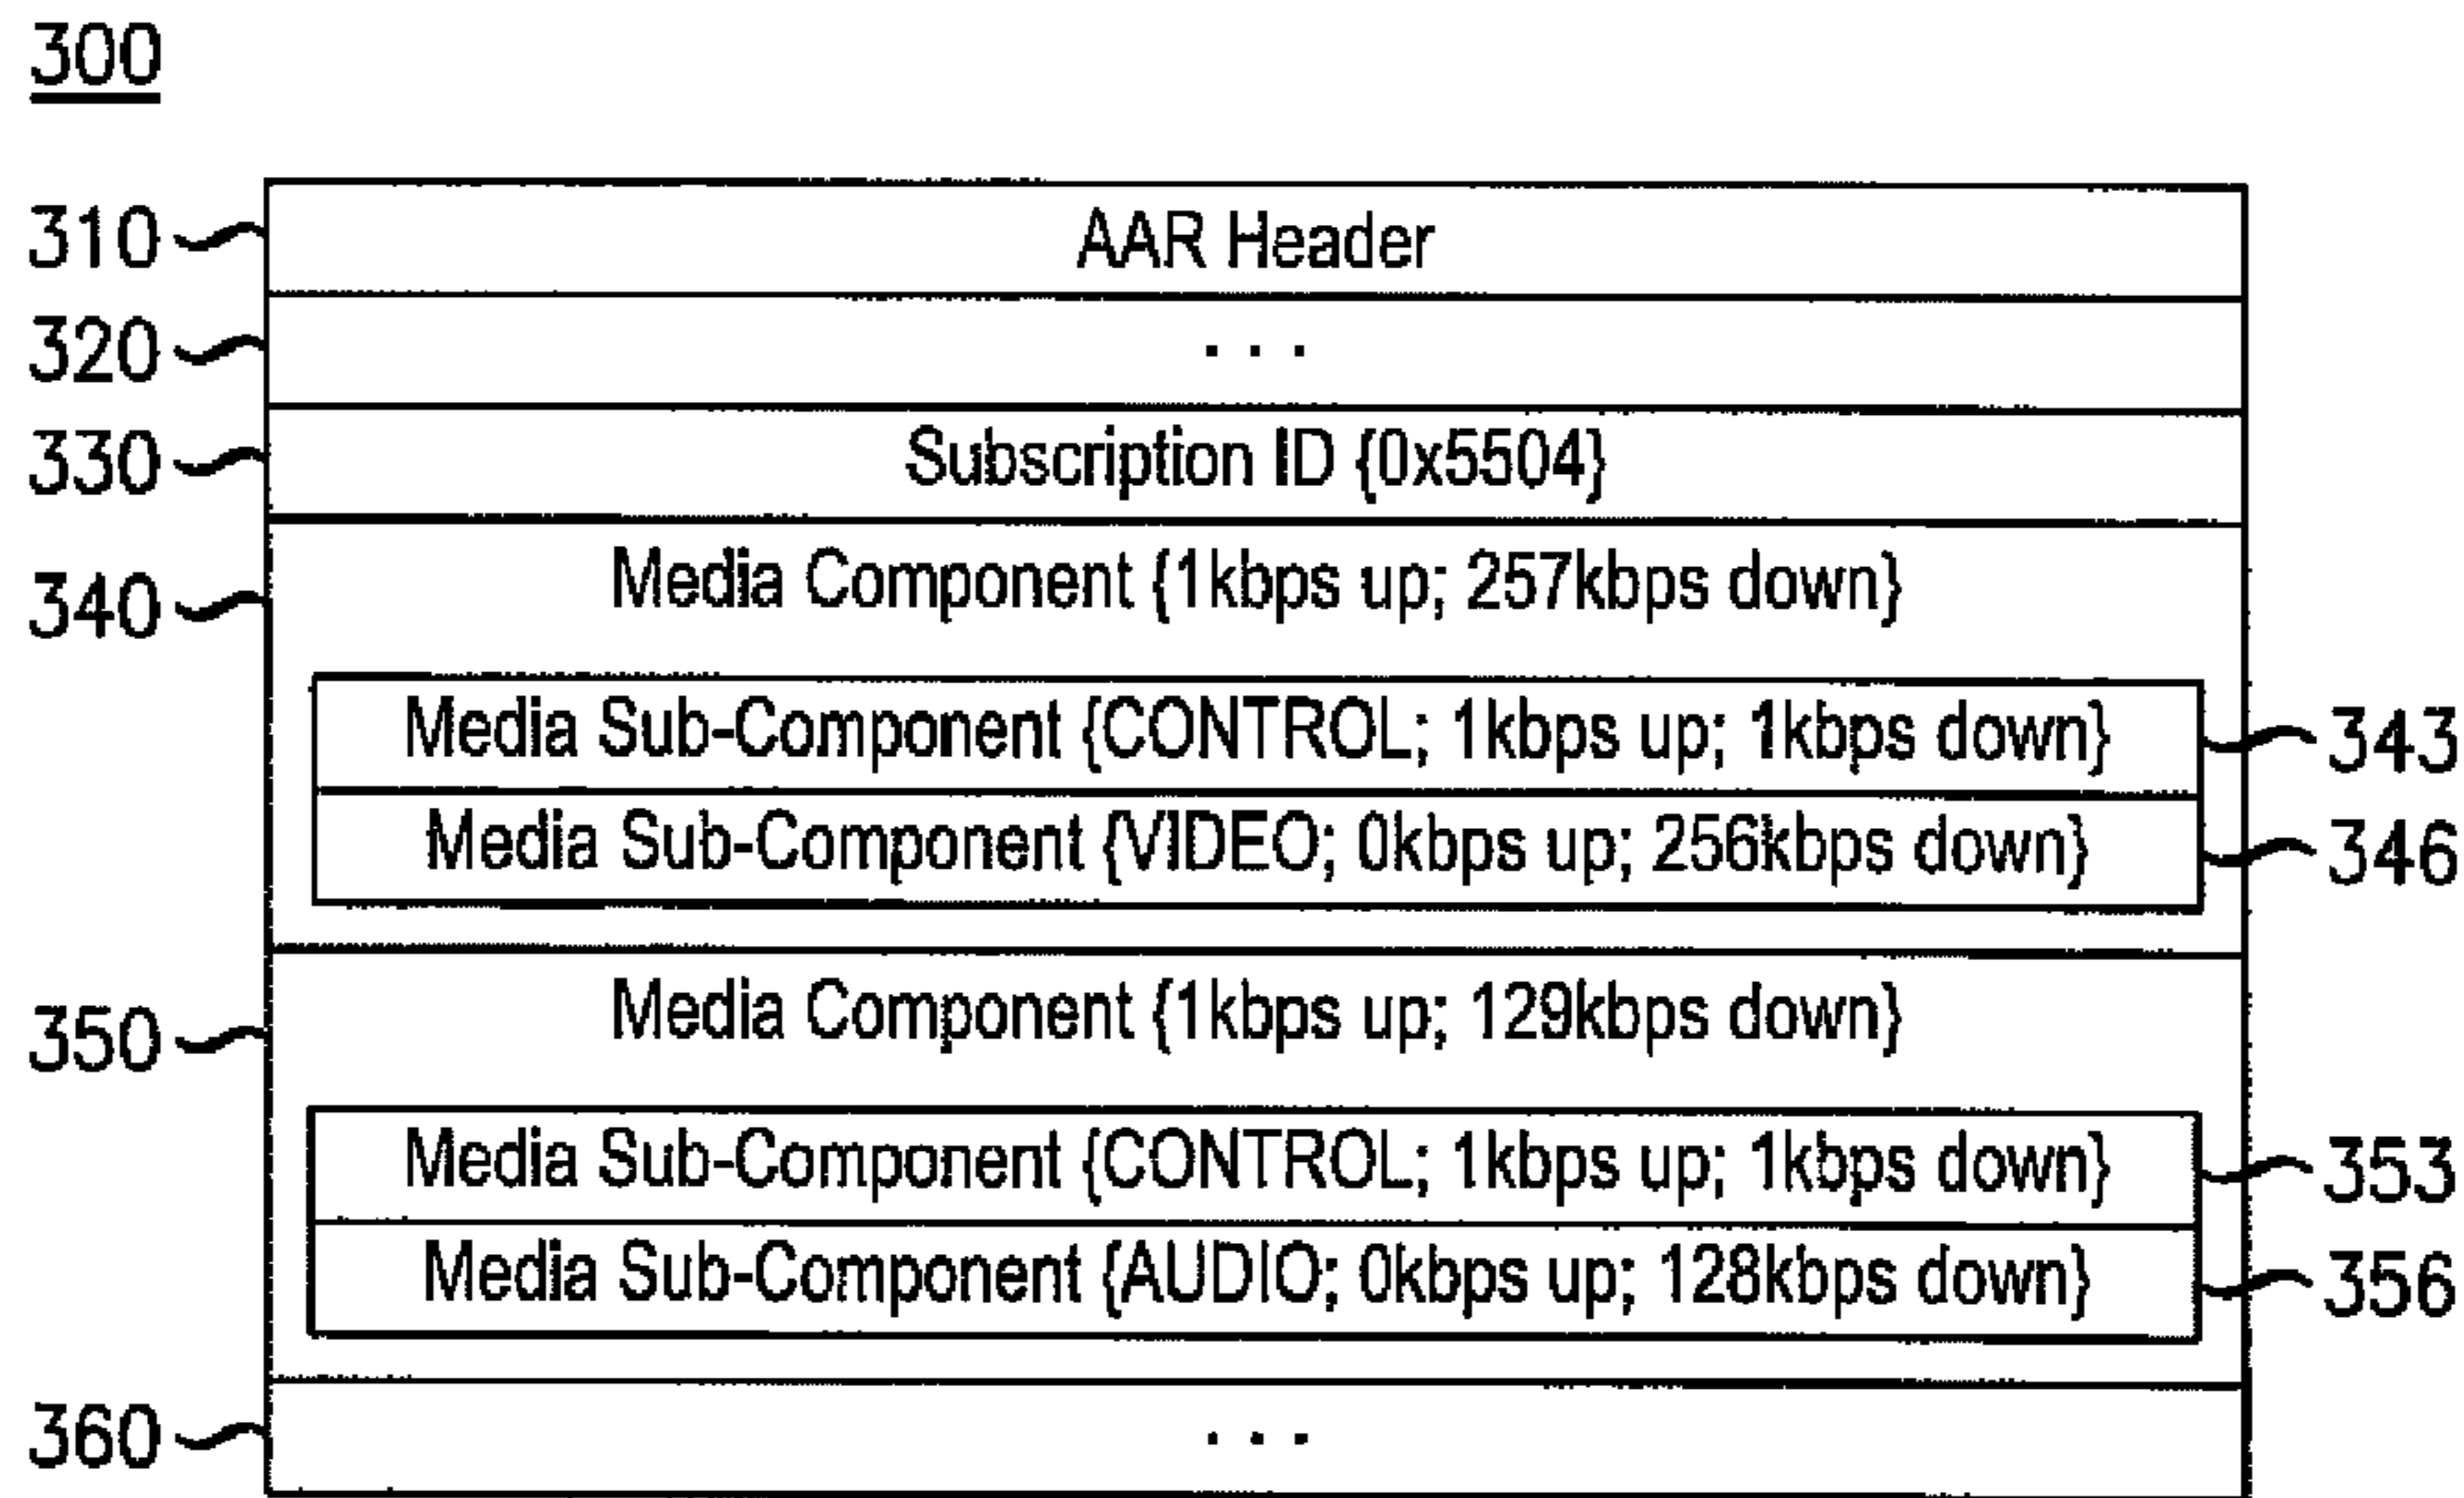 300
310 AAR Header
320 . . .
330 Subscription ID {0x5504}
340 Media Component {1kbps up; 257kbps down}
Media Sub-Component {CONTROL; 1kbps up; 1kbps down} 343
Media Sub-Component {VIDEO; 0kbps up; 256kbps down} 346
350 Media Component {1kbps up; 129kbps down}
Media Sub-Component {CONTROL; 1kbps up; 1kbps down} 353
Media Sub-Component {AUDIO; 0kbps up; 128kbps down} 356
360 . . .